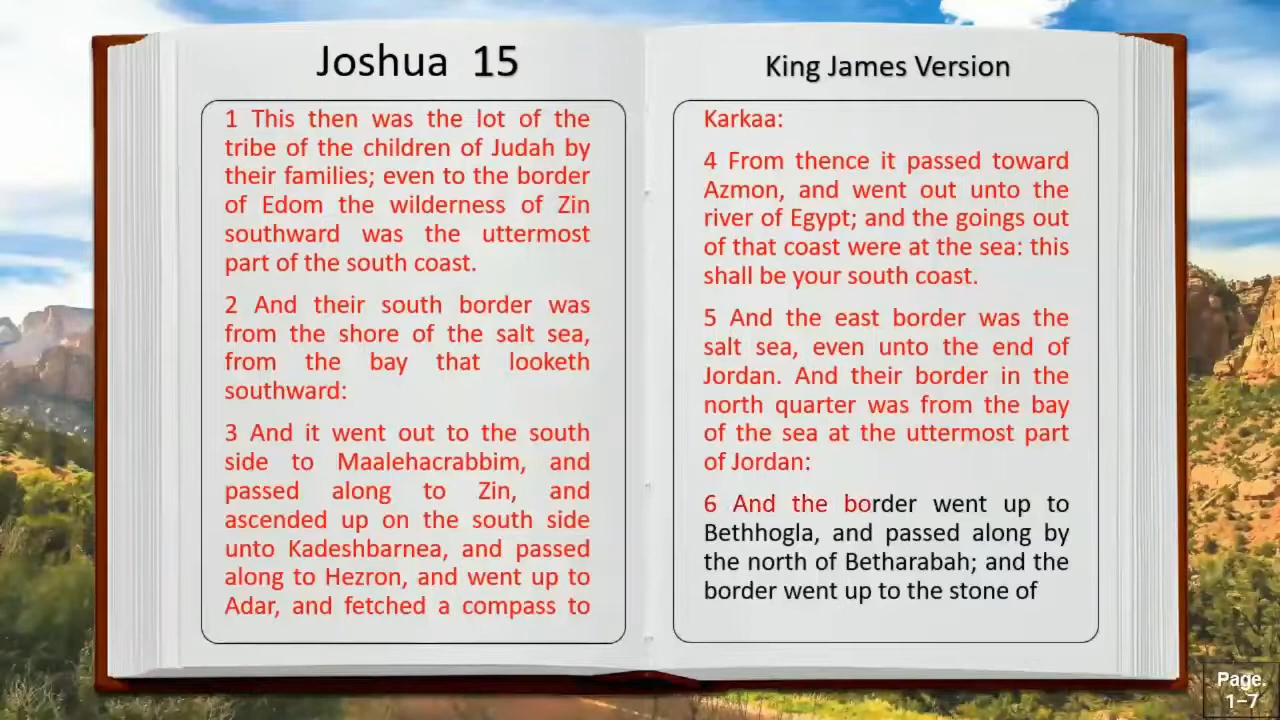 Joshua 15
1 This then was the lot of the
tribe of the children of Judah by
their families; even to the border
of Edom the wilderness of Zin
southward was the uttermost
part of the south coast.
2 And their south border was
from the shore of the salt sea,
from the bay that looketh
southward:
3 And it went out to the south
side to Maalehacrabbim, and
passed along to Zin, and
ascended up on the south side
unto Kadeshbarnea, and passed
along to Hezron, and went up to
Adar, and fetched a compass to
King James Version
Karkaa:
4 From thence it passed toward
Azmon, and went out unto the
river of Egypt; and the goings out
of that coast were at the sea: this
shall be your south coast.
5 And the east border was the
salt sea, even unto the end of
Jordan. And their border in the
north quarter was from the bay
of the sea at the uttermost part
of Jordan:
6 And the border went up to
Bethhogla, and passed along by
the north of Betharabah; and the
border went up to the stone of
Page.
1-7